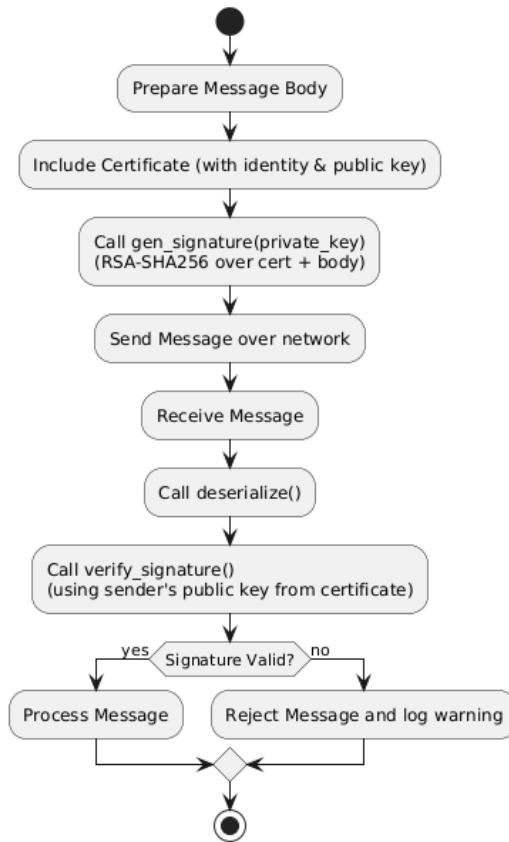 Prepare Message Body
Include Certificate (with identity & public key)
Call gen_signature(private_key)
(RSA-SHA256 over cert + body)
Send Message over network
Receive Message
Call deserialize()
Call verify_signature()
(using sender's public key from certificate)
Signature Valid?
yes
no
Process Message
Reject Message and log warning